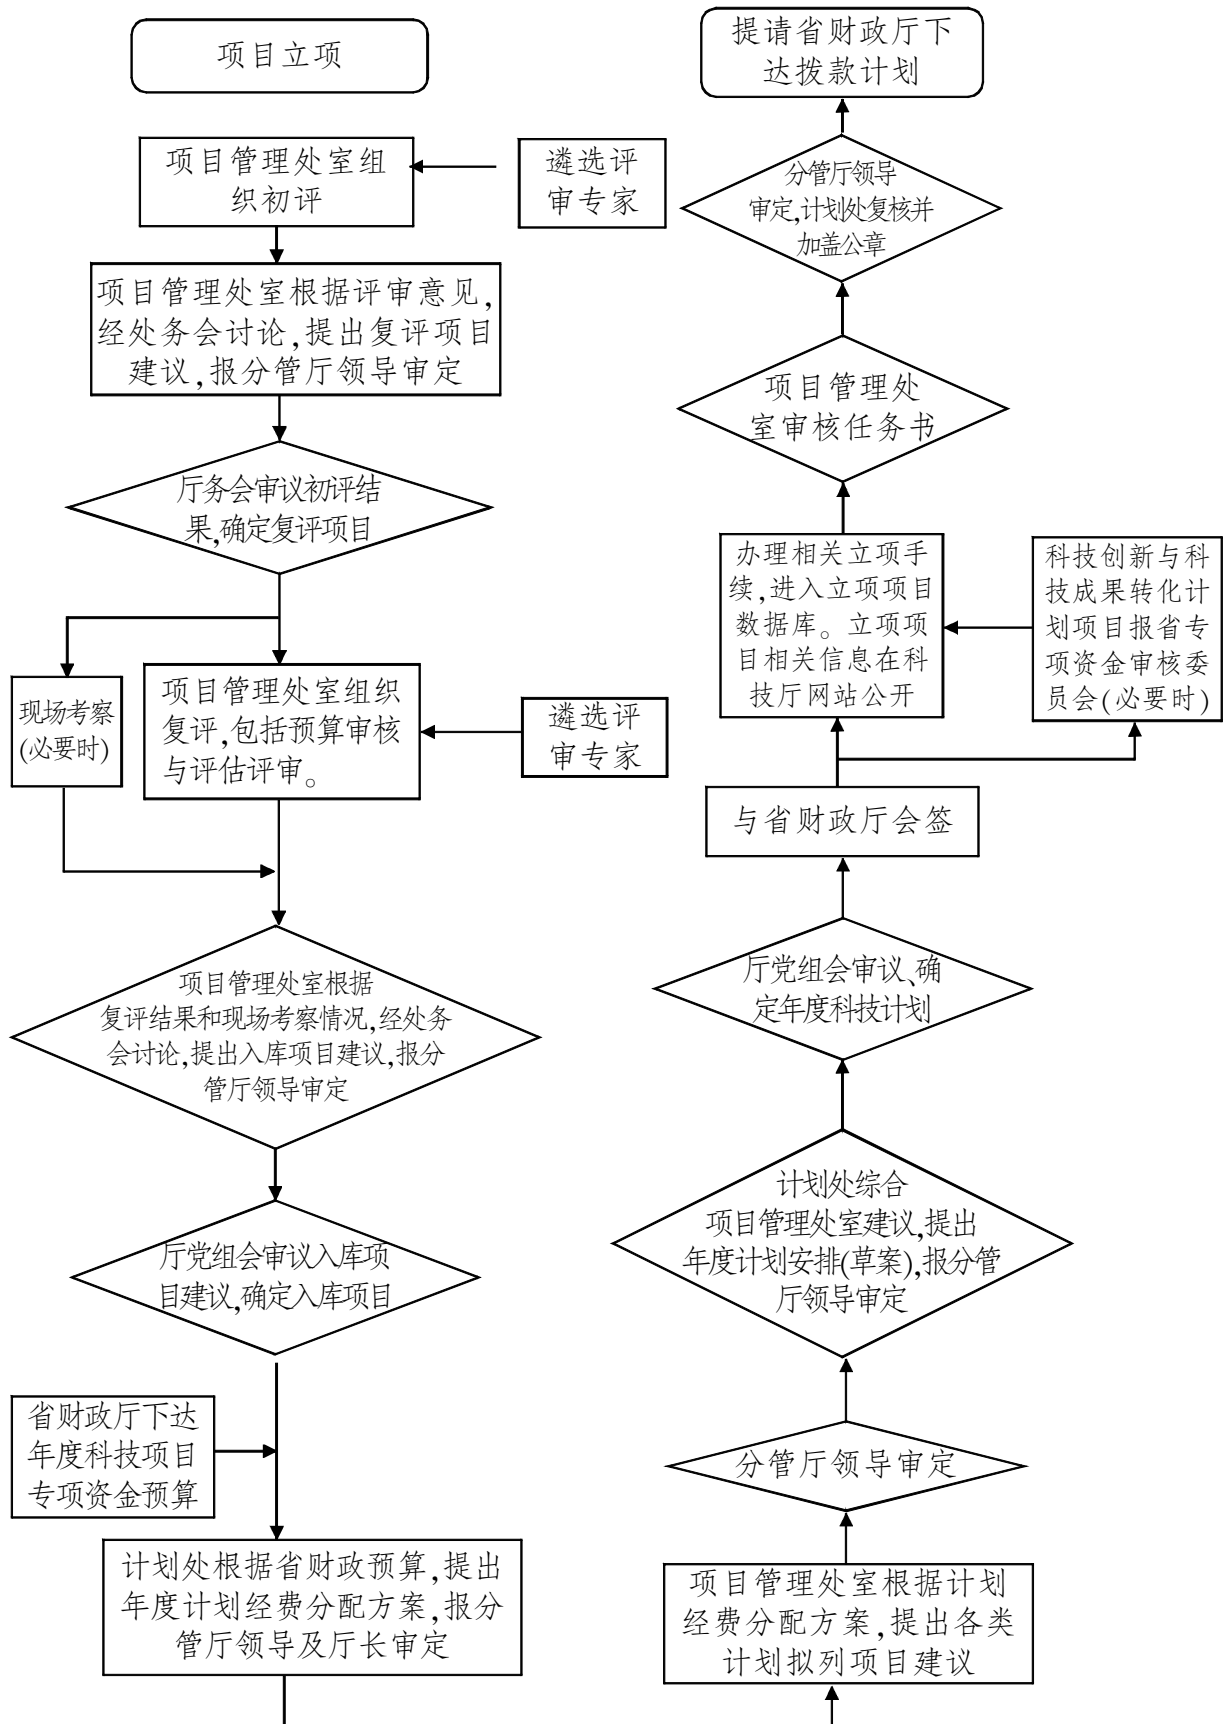 项目立项
项目管理处室组
织初评
遴选评
审专家
项目管理处室根据评审意见,
经处务会讨论,提出复评项目
建议,报分管厅领导审定
厅务会审议初评结
果,确定复评项目
现场考察
(必要时)
项目管理处室组织
复评,包括预算审核
与评估评审。
遴选评
审专家
项目管理处室根据
复评结果和现场考察情况,经处务
会讨论,提出入库项目建议,报分
管厅领导审定
厅党组会审议入库项
目建议,确定入库项目
省财政厅下达
年度科技项目
专项资金预算
计划处根据省财政预算,提出
年度计划经费分配方案,报分
管厅领导及厅长审定
提请省财政厅下
达拨款计划
分管厅领导
审定,计划处复核并
加盖公章
项目管理处
室审核任务书
办理相关立项手
续,进入立项项目
数据库。立项项
目相关信息在科
技厅网站公开
科技创新与科
技成果转化计
划项目报省专
项资金审核委
员会(必要时)
与省财政厅会签
厅党组会审议、确
定年度科技计划
计划处综合
项目管理处室建议,提出
年度计划安排(草案),报分管
厅领导审定
分管厅领导审定
项目管理处室根据计划
经费分配方案,提出各类
计划拟列项目建议